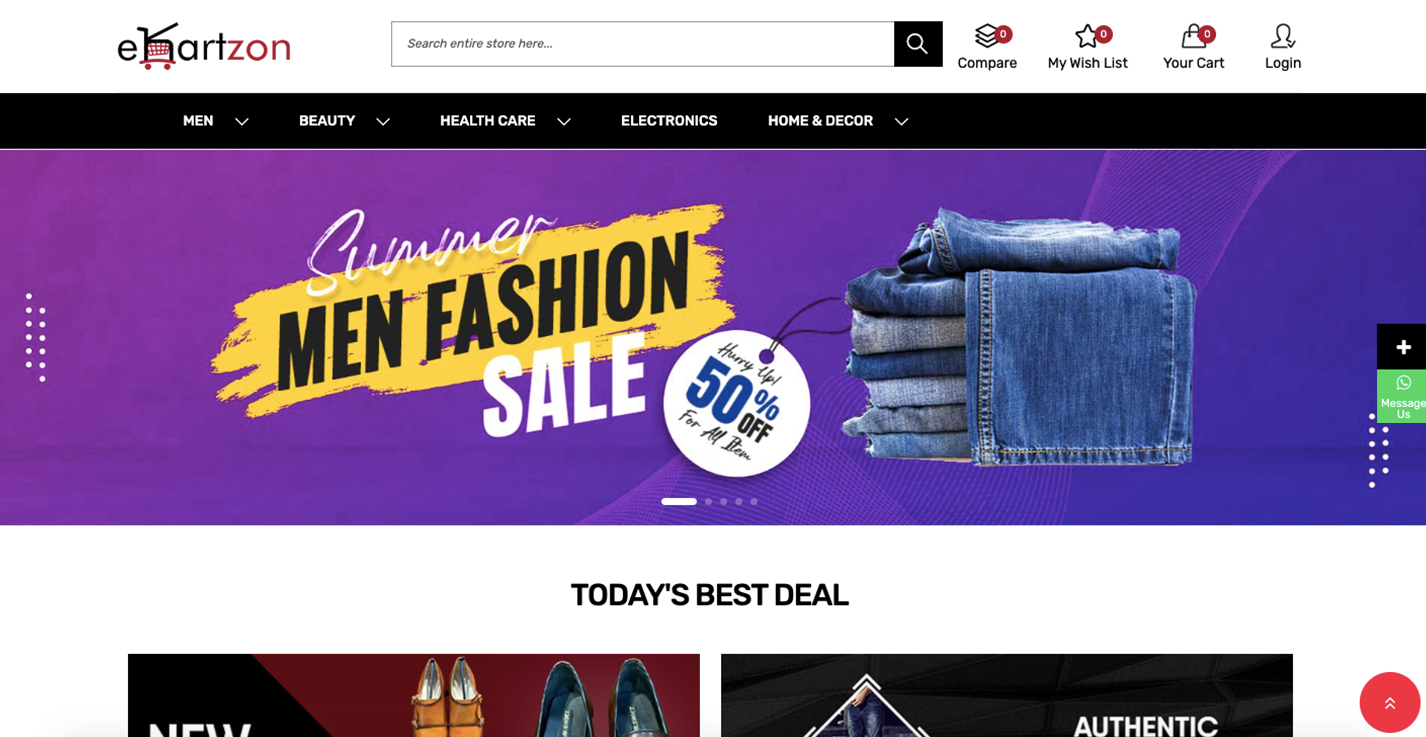 emartzon
Search entire store here...
0
0
0
Compare
My Wish List
Your Cart
Login
MEN
BEAUTY
HEALTH CARE
ELECTRONICS
HOME & DECOR
Summer
MEN FASHION
SALE
Hurry Up!
50%
OFF
For All Item
Message
Us
TODAY'S BEST DEAL
NEW
AUTHENTIC